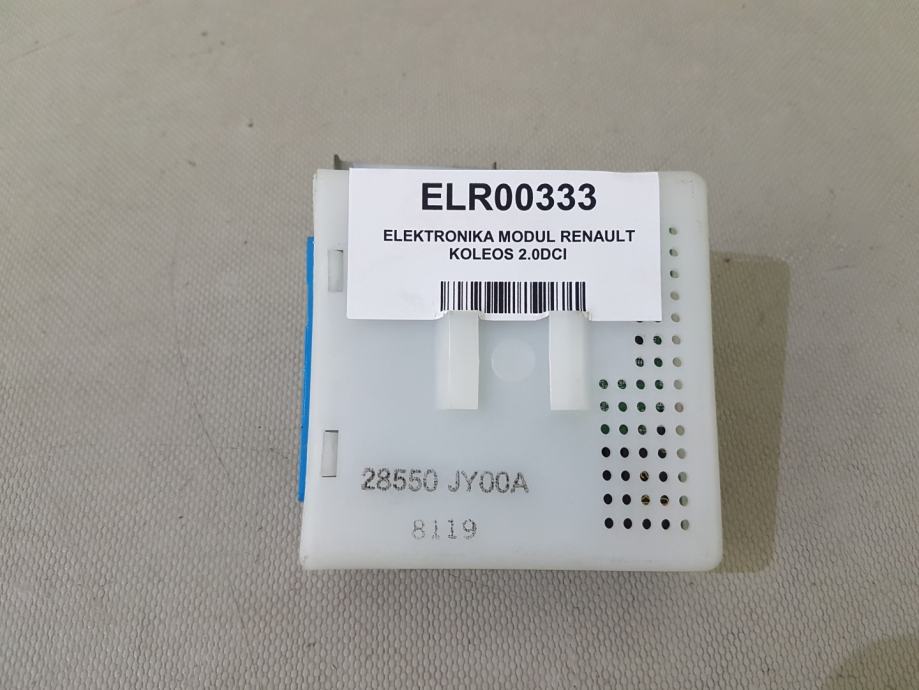 ELR00333
ELEKTRONIKA MODUL RENAULT
KOLEOS 2.0DCI
28550 JY00A
8119